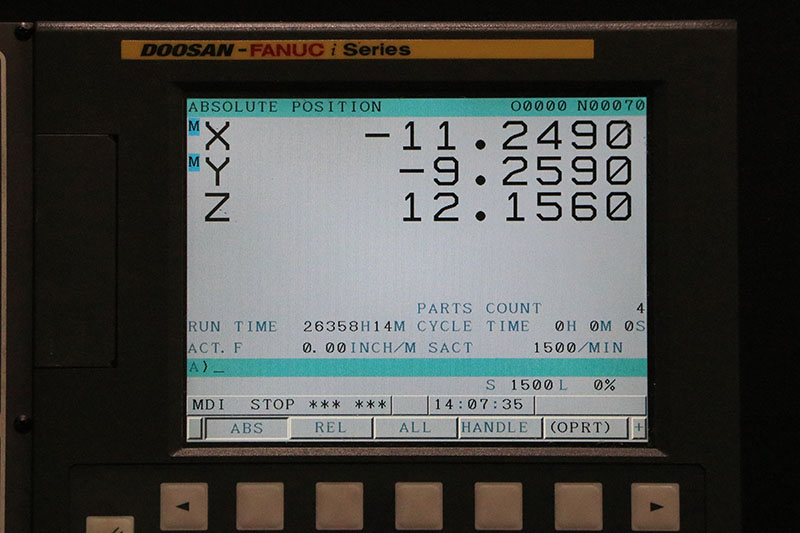 DOOSAN-FANUC i Series
ABSOLUTE POSITION O0000 N00070
M X -11.2490
M Y -9.2590
Z 12.1560
PARTS COUNT 4
RUN TIME 26358H14M CYCLE TIME 0H 0M 0S
ACT.F 0.00INCH/M SACT 1500/MIN
A)_
S 1500L 0%
MDI STOP *** *** 14:07:35
ABS REL ALL HANDLE (OPRT) +